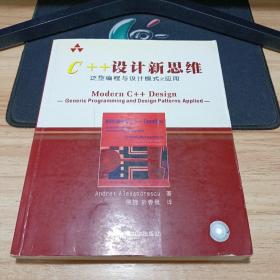 C++设计新思维
泛型编程与设计模式之应用
Modern C++ Design
Generic Programming and Design Patterns Applied
Andrei Alexandrescu 著
侯捷 於春景 译